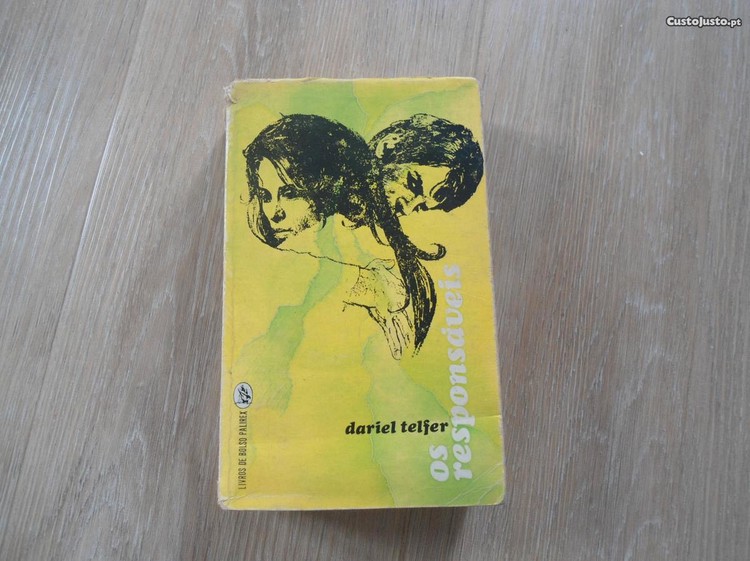 CustoJusto.pt
os
responsáveis
dariel telfer
LIVROS DE BOLSO PALIREX